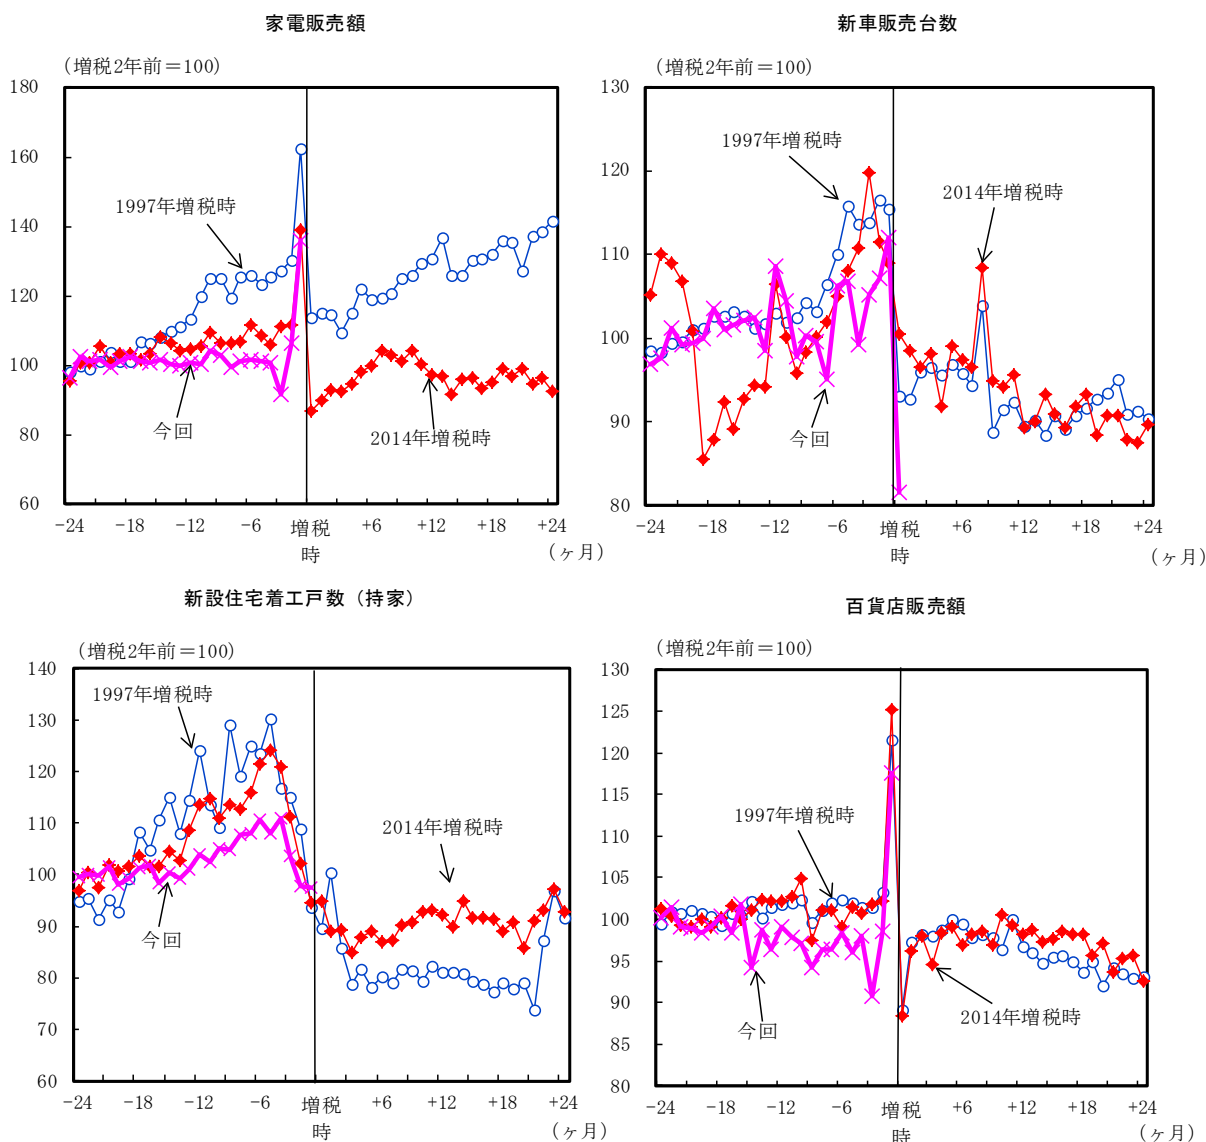 家電販売額
(増税2年前＝100)
180
160
140
120
100
80
60
1997年増税時
今回
2014年増税時
-24 -18 -12 -6 増税時 +6 +12 +18 +24
(ヶ月)
新車販売台数
(増税2年前＝100)
130
120
110
100
90
80
1997年増税時
2014年増税時
今回
-24 -18 -12 -6 増税時 +6 +12 +18 +24
(ヶ月)
新設住宅着工戸数（持家）
(増税2年前＝100)
140
130
120
110
100
90
80
70
60
1997年増税時
2014年増税時
今回
-24 -18 -12 -6 増税時 +6 +12 +18 +24
(ヶ月)
百貨店販売額
(増税2年前＝100)
130
125
120
115
110
105
100
95
90
85
80
1997年増税時
今回
2014年増税時
-24 -18 -12 -6 増税時 +6 +12 +18 +24
(ヶ月)